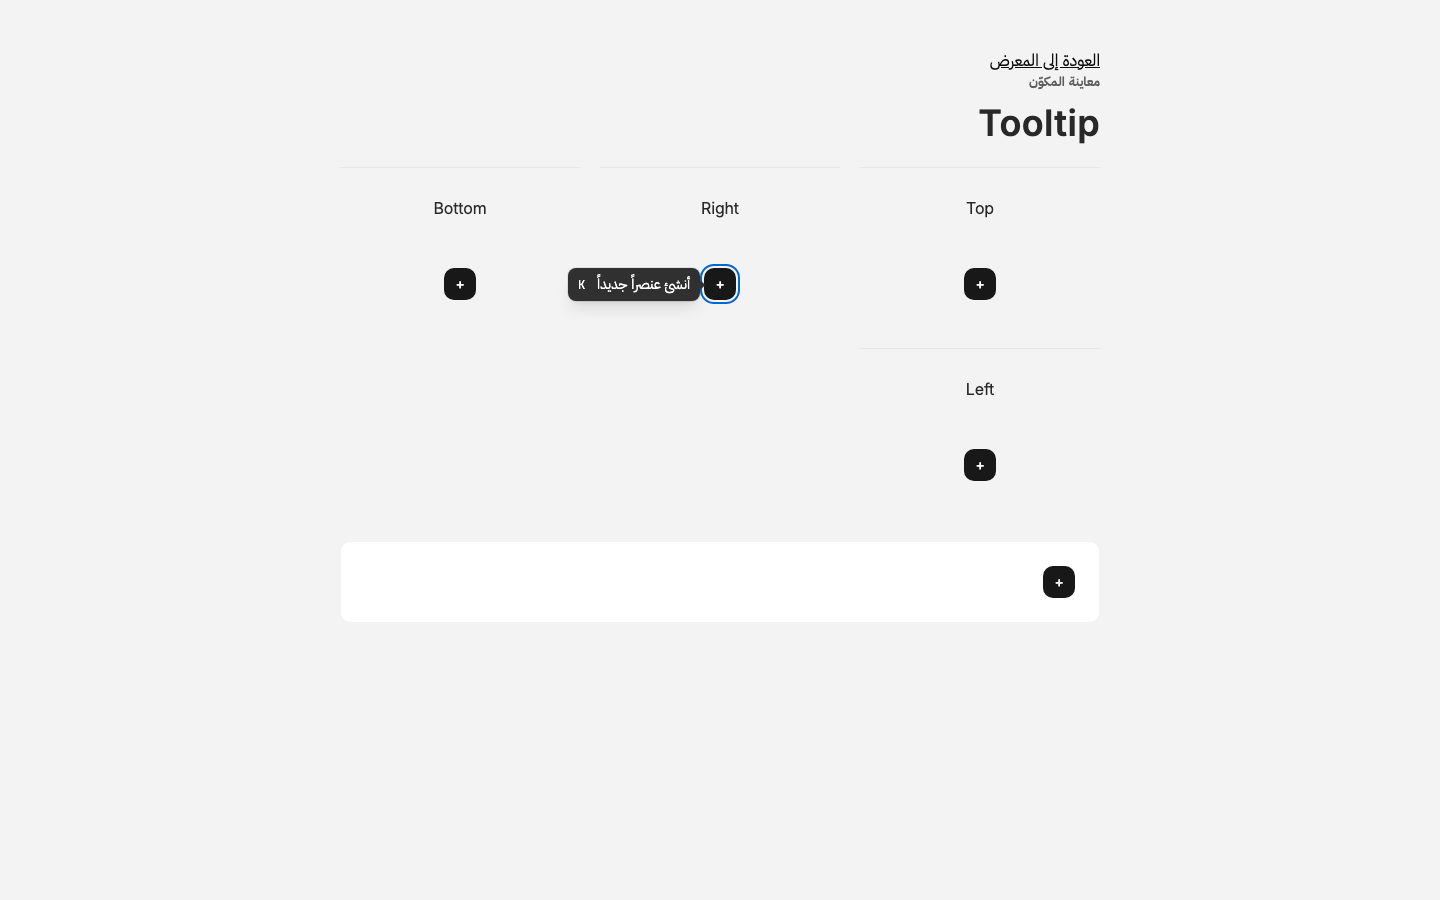 العودة إلى المعرض
معاينة المكوّن
Tooltip
Top
+
Right
+
أنشئ عنصراً جديداً K
Bottom
+
Left
+
+